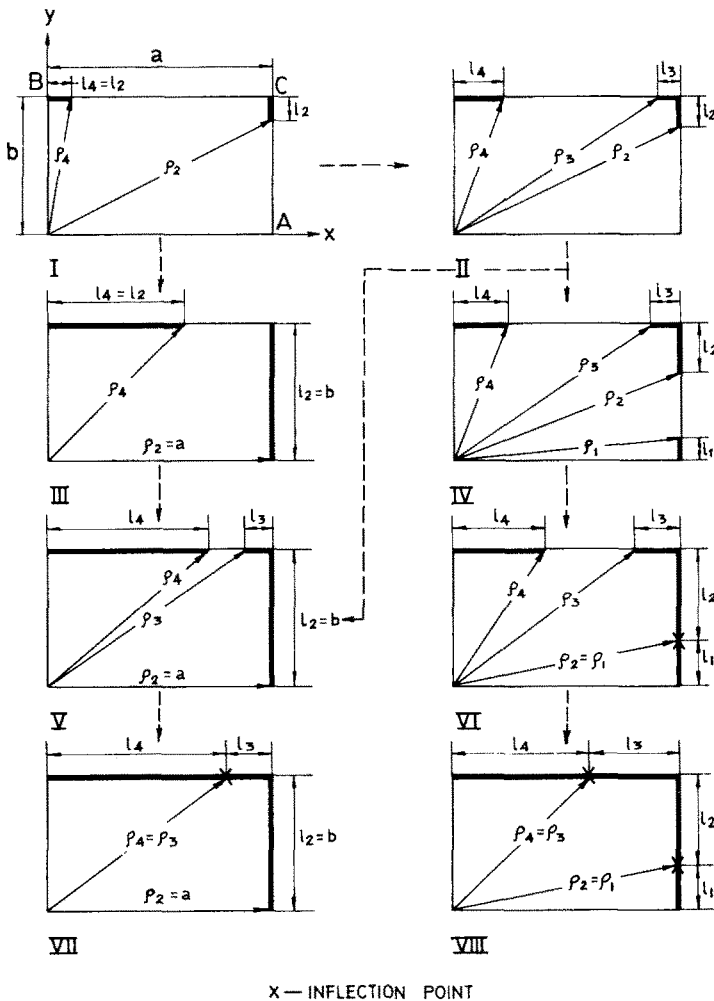 y
a
B
l4=l2
C
l2
b
ρ4
ρ2
A
x
I
l4
l3
l2
ρ4
ρ3
ρ2
II
l4=l2
ρ4
l2=b
ρ2=a
III
l4
l3
l2
ρ4
ρ3
ρ2
ρ1
l1
IV
l4
l3
ρ4
ρ3
l2=b
ρ2=a
V
l4
l3
l2
ρ4
ρ3
ρ2=ρ1
l1
VI
l4
l3
ρ4=ρ3
l2=b
ρ2=a
VII
l4
l3
l2
ρ4=ρ3
ρ2=ρ1
l1
VIII
X — INFLECTION POINT